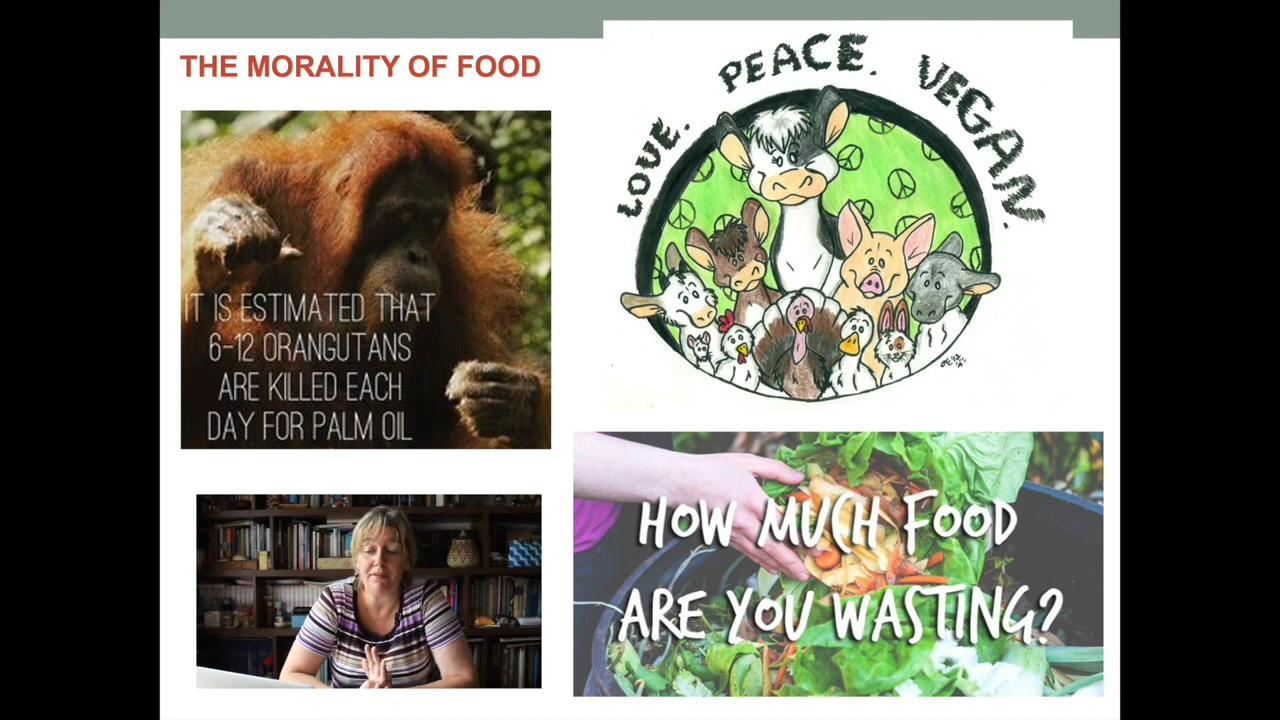 THE MORALITY OF FOOD
LOVE. PEACE. VEGAN.
IT IS ESTIMATED THAT
6-12 ORANGUTANS
ARE KILLED EACH
DAY FOR PALM OIL
HOW MUCH FOOD
ARE YOU WASTING?